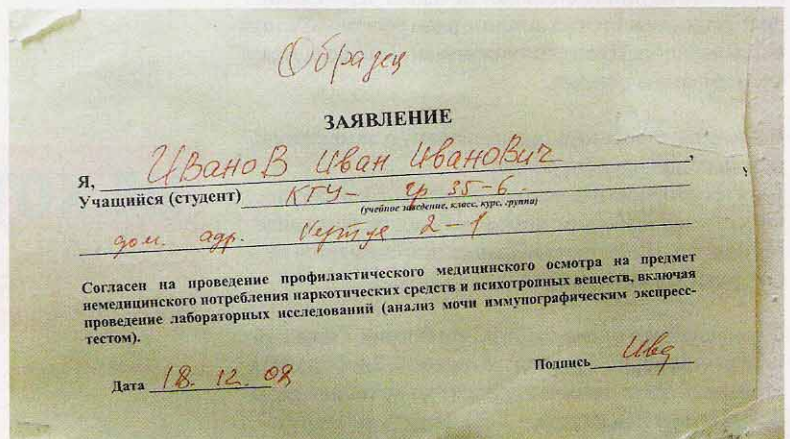 Образец
ЗАЯВЛЕНИЕ
Я, Иванов Иван Иванович,
Учащийся (студент) КГУ- гр 35-6.
(учебное заведение, класс, курс, группа)
дом. адр. 2-1
Согласен на проведение профилактического медицинского осмотра на предмет
немедицинского потребления наркотических средств и психотропных веществ, включая
проведение лабораторных исследований (анализ мочи иммунографическим экспресс-
тестом).
Дата 18. 12. 08 Подпись Ива